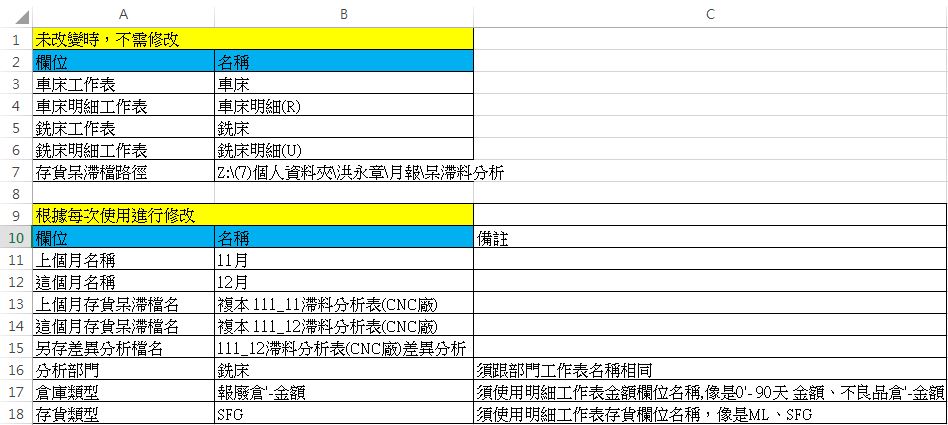 A B C
1 未改變時，不需修改
2 欄位 名稱
3 車床工作表 車床
4 車床明細工作表 車床明細(R)
5 銑床工作表 銑床
6 銑床明細工作表 銑床明細(U)
7 存貨呆滯檔路徑 Z:\(7)個人資料夾\洪永章\月報\呆滯料分析
8
9 根據每次使用進行修改
10 欄位 名稱 備註
11 上個月名稱 11月
12 這個月名稱 12月
13 上個月存貨呆滯檔名 複本 111_11滯料分析表(CNC廠)
14 這個月存貨呆滯檔名 複本 111_12滯料分析表(CNC廠)
15 另存差異分析檔名 111_12滯料分析表(CNC廠)差異分析
16 分析部門 銑床 須跟部門工作表名稱相同
17 倉庫類型 報廢倉'-金額 須使用明細工作表金額欄位名稱,像是0'-90天 金額、不良品倉'-金額
18 存貨類型 SFG 須使用明細工作表存貨欄位名稱，像是ML、SFG